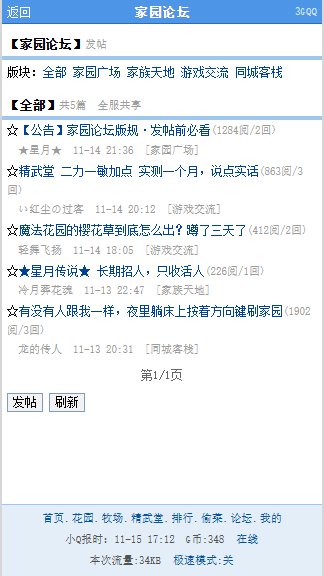 返回 家园论坛 3GQQ
【家园论坛】发帖
版块：全部 家园广场 家族天地 游戏交流 同城客栈
【全部】共5篇 全服共享
☆【公告】家园论坛版规·发帖前必看(1284阅/2回)
★星月★ 11-14 21:36 [家园广场]
☆精武堂 二力一敏加点 实测一个月，说点实话(863阅/3
回)
い红尘の过客 11-14 20:12 [游戏交流]
☆魔法花园的樱花草到底怎么出？蹲了三天了(412阅/2回)
轻舞飞扬 11-14 18:05 [游戏交流]
☆★星月传说★ 长期招人，只收活人(226阅/1回)
冷月葬花魂 11-13 22:47 [家族天地]
☆有没有人跟我一样，夜里躺床上按着方向键刷家园(1902
阅/3回)
龙的传人 11-13 20:31 [同城客栈]
第1/1页
发帖 刷新
首页.花园.牧场.精武堂.排行.偷菜.论坛.我的
小Q报时：11-15 17:12 G币:348 在线
本次流量:34KB 极速模式:关